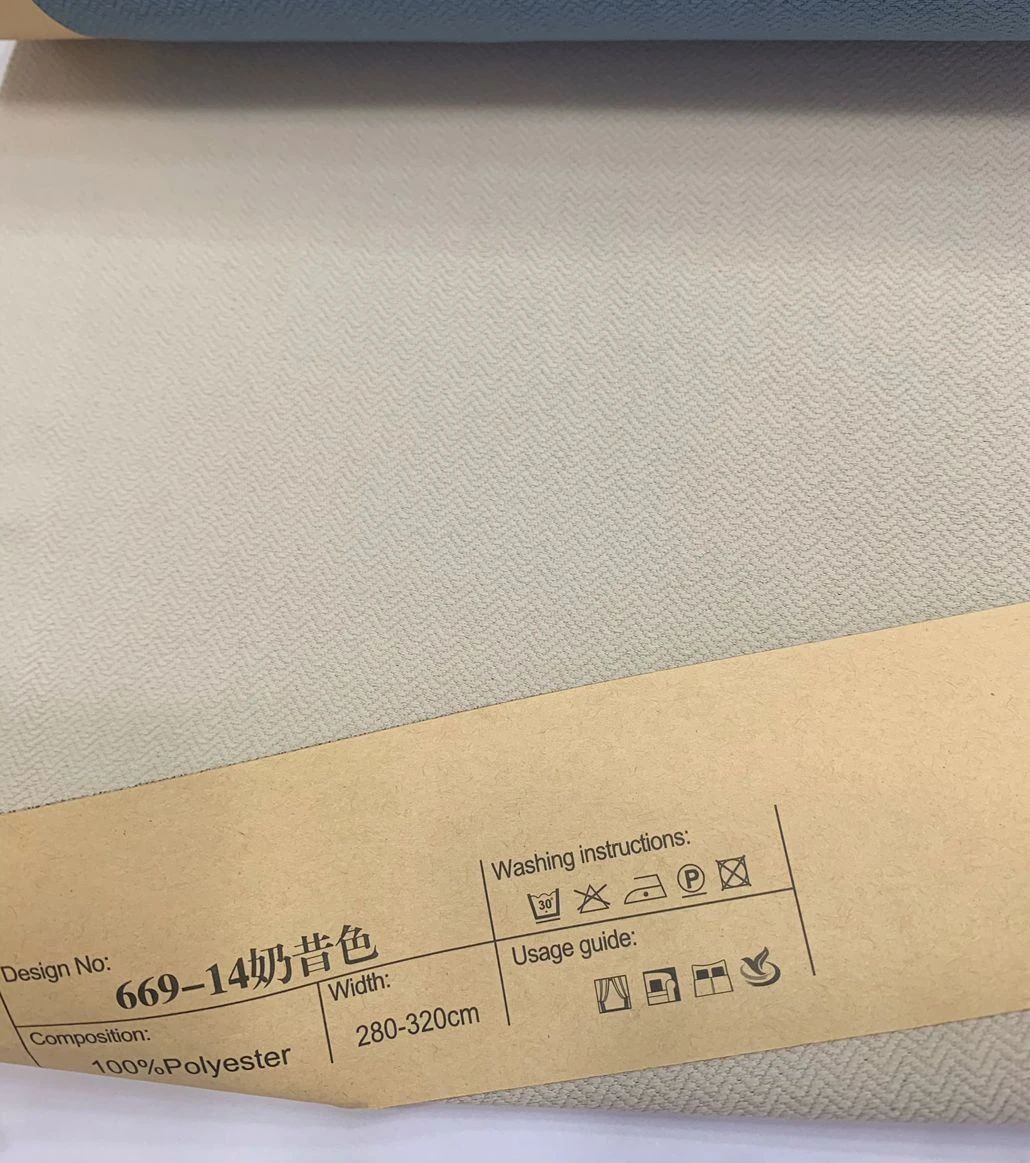 Washing instructions:
30°
P
Design No:
669-14奶昔色
Usage guide:
Width:
280-320cm
Composition:
100%Polyester